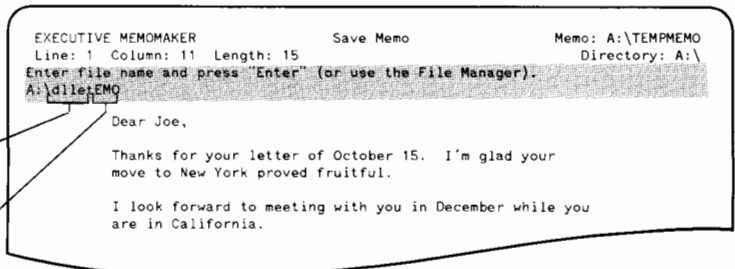 EXECUTIVE MEMOMAKER Save Memo Memo: A:\TEMPMEMO
Line: 1 Column: 11 Length: 15 Directory: A:\
Enter file name and press "Enter" (or use the File Manager).
A:\dlletEMO
Dear Joe,
Thanks for your letter of October 15. I'm glad your
move to New York proved fruitful.
I look forward to meeting with you in December while you
are in California.